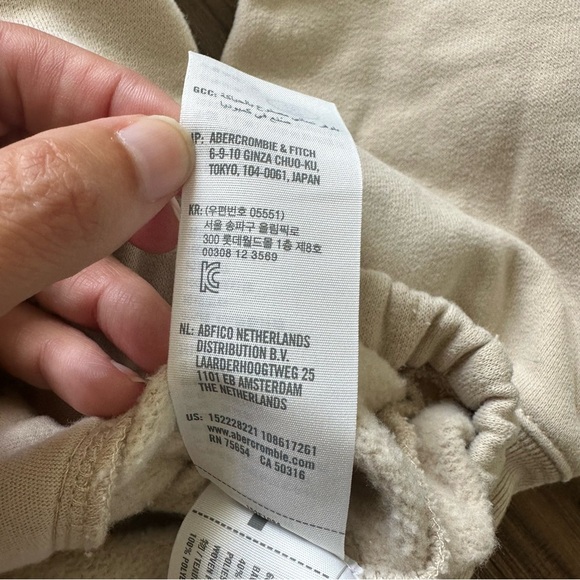 GCC:
JP: ABERCROMBIE & FITCH
6-9-10 GINZA CHUO-KU,
TOKYO, 104-0061, JAPAN
KR: (우편번호 05551)
서울 송파구 올림픽로
300 롯데월드몰 1층 제8호
00308 12 3569
NL: ABFICO NETHERLANDS
DISTRIBUTION B.V.
LAARDERHOOGTWEG 25
1101 EB AMSTERDAM
THE NETHERLANDS
US: 152228221 108617261
www.abercrombie.com
RN 75654 CA 50316